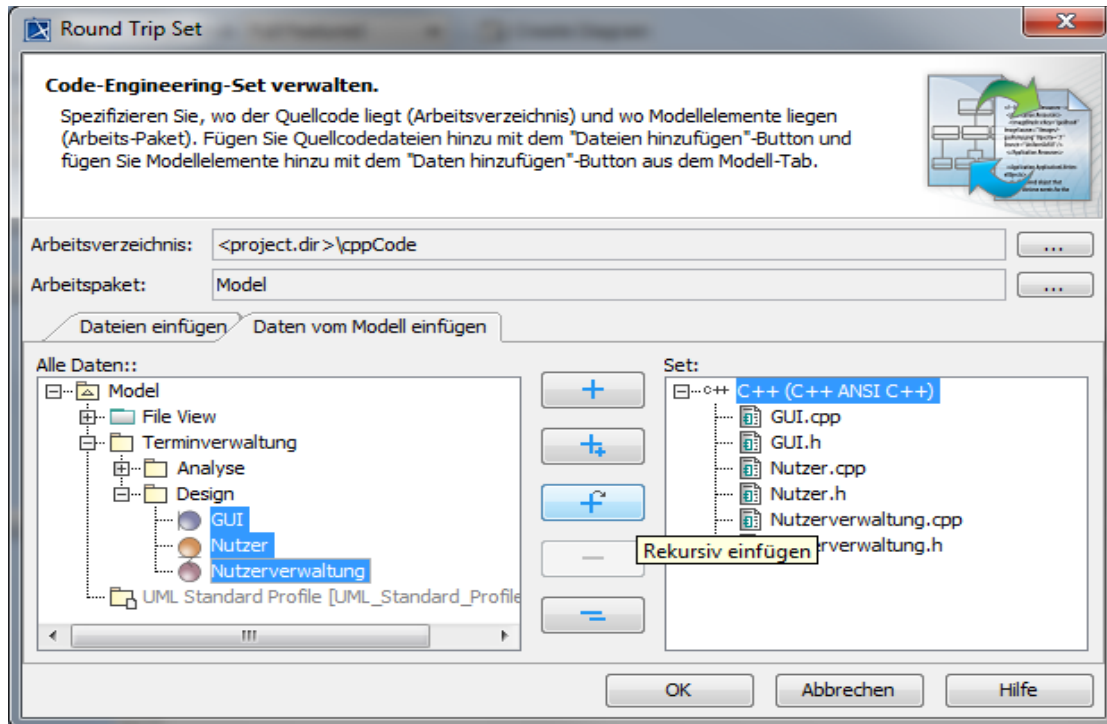 Round Trip Set
Code-Engineering-Set verwalten.
Spezifizieren Sie, wo der Quellcode liegt (Arbeitsverzeichnis) und wo Modellelemente liegen
(Arbeits-Paket). Fügen Sie Quellcdedateien hinzu mit dem "Dateien hinzufügen"-Button und
fügen Sie Modellelemente hinzu mit dem "Daten hinzufügen"-Button aus dem Modell-Tab.
Arbeitsverzeichnis: <project.dir>\cppCode ...
Arbeitspaket: Model ...
Dateien einfügen Daten vom Modell einfügen
Alle Daten::
Model
File View
Terminverwaltung
Analyse
Design
GUI
Nutzer
Nutzerverwaltung
UML Standard Profile [UML_Standard_Profile
Rekursiv einfügen
Set:
C++ C++ (C++ ANSI C++)
GUI.cpp
GUI.h
Nutzer.cpp
Nutzer.h
Nutzerverwaltung.cpp
erverwaltung.h
OK Abbrechen Hilfe